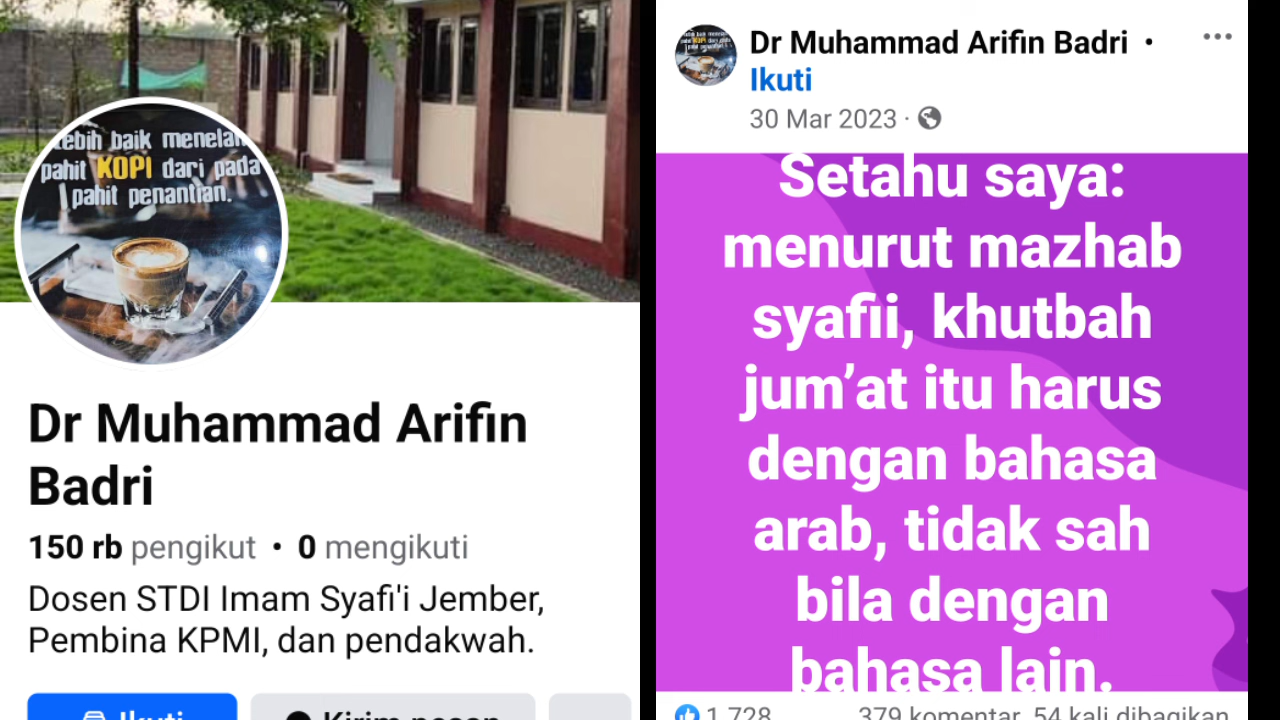 Lebih baik menelan
pahit KOPI dari pada
pahit penantian.
Dr Muhammad Arifin
Badri
150 rb pengikut • 0 mengikuti
Dosen STDI Imam Syafi'i Jember,
Pembina KPMI, dan pendakwah.
Ikuti
Kirim pesan
Dr Muhammad Arifin Badri •
Ikuti
30 Mar 2023 ·
Setahu saya:
menurut mazhab
syafii, khutbah
jum’at itu harus
dengan bahasa
arab, tidak sah
bila dengan
bahasa lain.
1.728
379 komentar 54 kali dibagikan